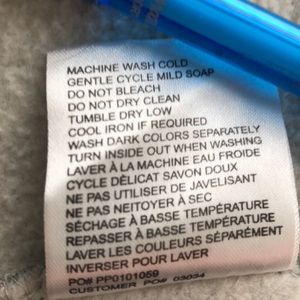 MACHINE WASH COLD
GENTLE CYCLE MILD SOAP
DO NOT BLEACH
DO NOT DRY CLEAN
TUMBLE DRY LOW
COOL IRON IF REQUIRED
WASH DARK COLORS SEPARATELY
TURN INSIDE OUT WHEN WASHING
LAVER À LA MACHINE EAU FROIDE
CYCLE DÉLICAT SAVON DOUX
NE PAS UTILISER DE JAVELISANT
NE PAS NEITOYER À SEC
SÉCHAGE À BASSE TEMPÉRATURE
REPASSER À BASSE TEMPÉRATURE
LAVER LES COULEURS SÉPARÉMENT
INVERSER POUR LAVER
PO# PP0101059
CUSTOMER PO# 03034